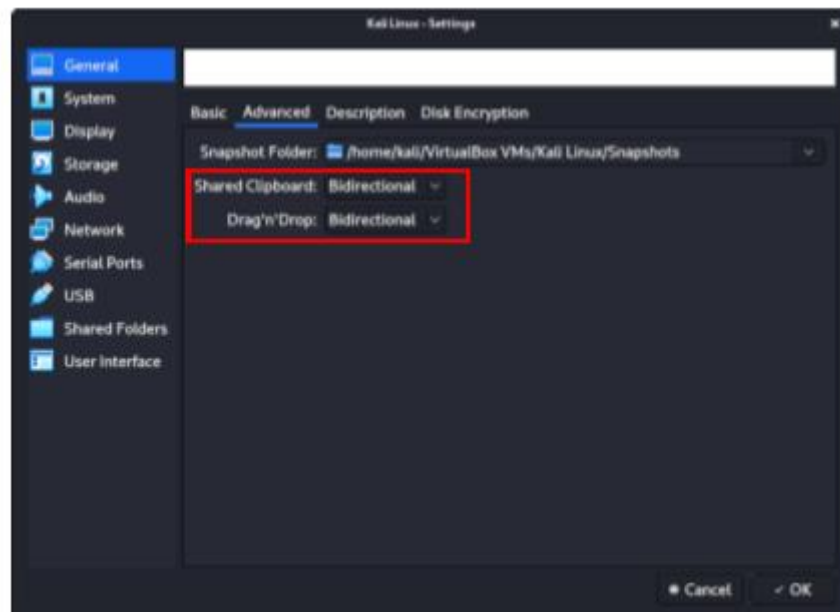 Kali Linux - Settings
General
System
Display
Storage
Audio
Network
Serial Ports
USB
Shared Folders
User Interface
Basic Advanced Description Disk Encryption
Snapshot Folder: /home/kali/VirtualBox VMs/Kali Linux/Snapshots
Shared Clipboard: Bidirectional
Drag'n'Drop: Bidirectional
Cancel OK